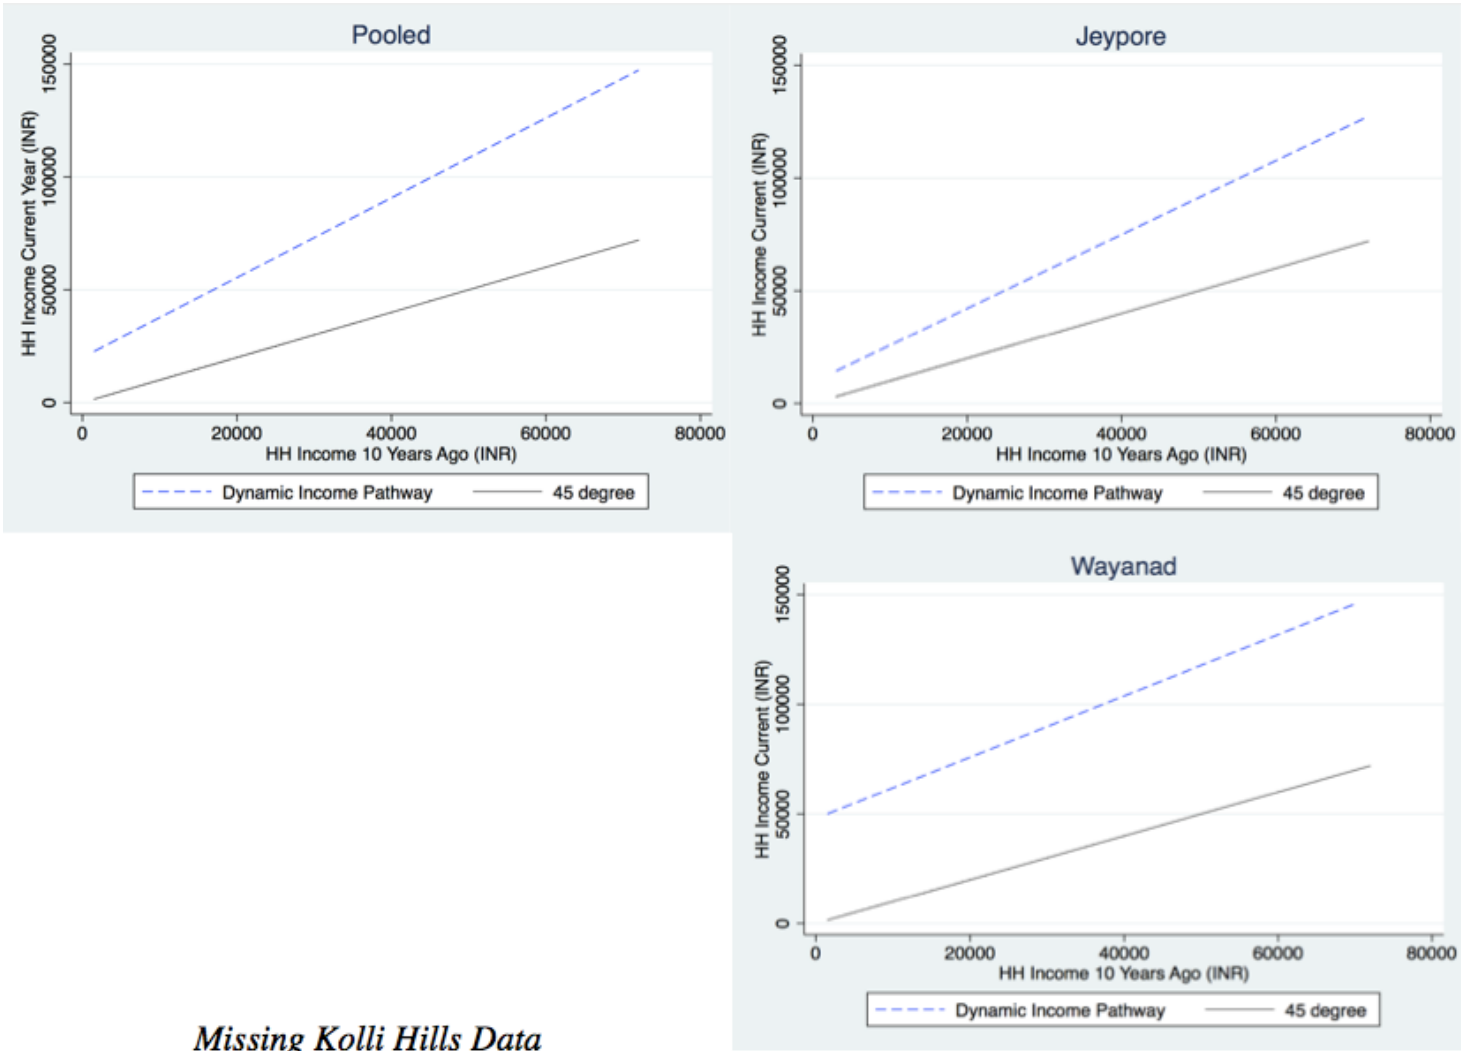 Pooled
HH Income Current Year (INR)
150000
100000
50000
0
0 20000 40000 60000 80000
HH Income 10 Years Ago (INR)
Dynamic Income Pathway 45 degree
Jeypore
HH Income Current (INR)
150000
100000
50000
0
0 20000 40000 60000 80000
HH Income 10 Years Ago (INR)
Dynamic Income Pathway 45 degree
Missing Kolli Hills Data
Wayanad
HH Income Current (INR)
150000
100000
50000
0
0 20000 40000 60000 80000
HH Income 10 Years Ago (INR)
Dynamic Income Pathway 45 degree